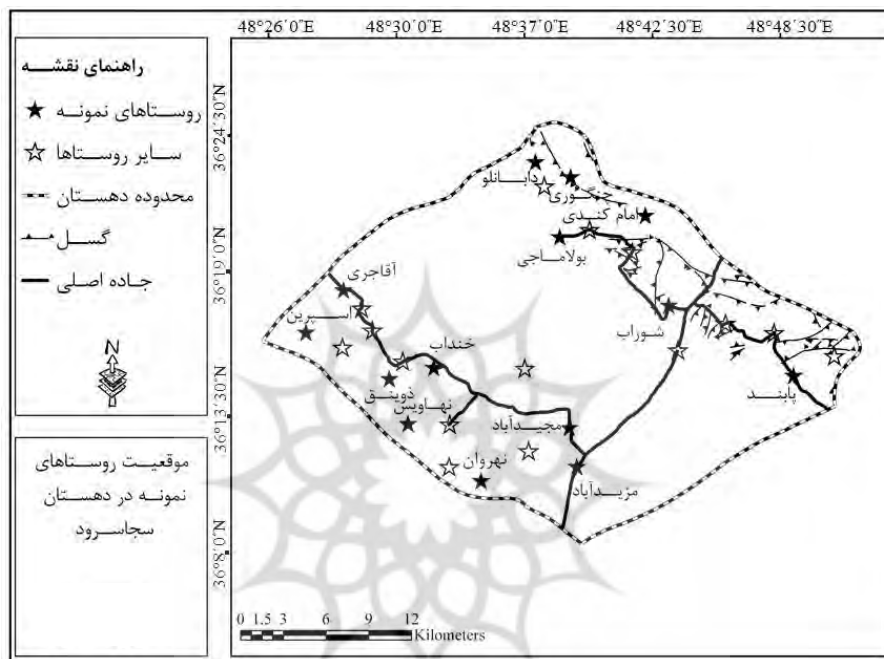 48°26′0″E
48°30′0″E
48°37′0″E
48°42′30″E
48°48′30″E
36°24′30″N
36°19′0″N
36°13′30″N
36°8′0″N
راهنمای نقشه
روستاهای نمونه
سایر روستاها
محدوده دهستان
گسل
جاده اصلی
N
موقعیت روستاهای
نمونه در دهستان
سجاسرود
دابانلو
جنگوری
امام کندی
بولاماجی
آقاجری
اسپرین
شوراب
خنداب
ذوینق
پابند
نهاویس
مجیدآباد
نهروان
مزیدآباد
0 1.5 3 6 9 12
Kilometers